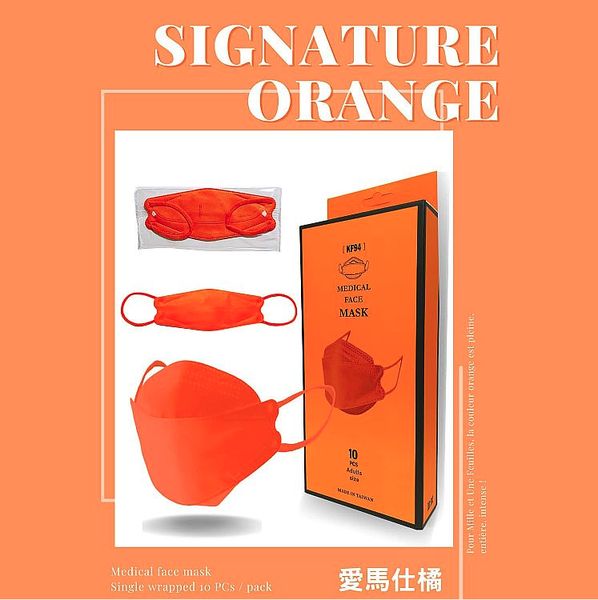 SIGNATURE
ORANGE
[ KF94 ]
MEDICAL
FACE
MASK
10
PCS
Adults
size
MADE IN TAIWAN
Pour Mille et Une Feuilles, la couleur orange est pleine,
entière, intense !
Medical face mask
Single wrapped 10 PCs / pack
愛馬仕橘